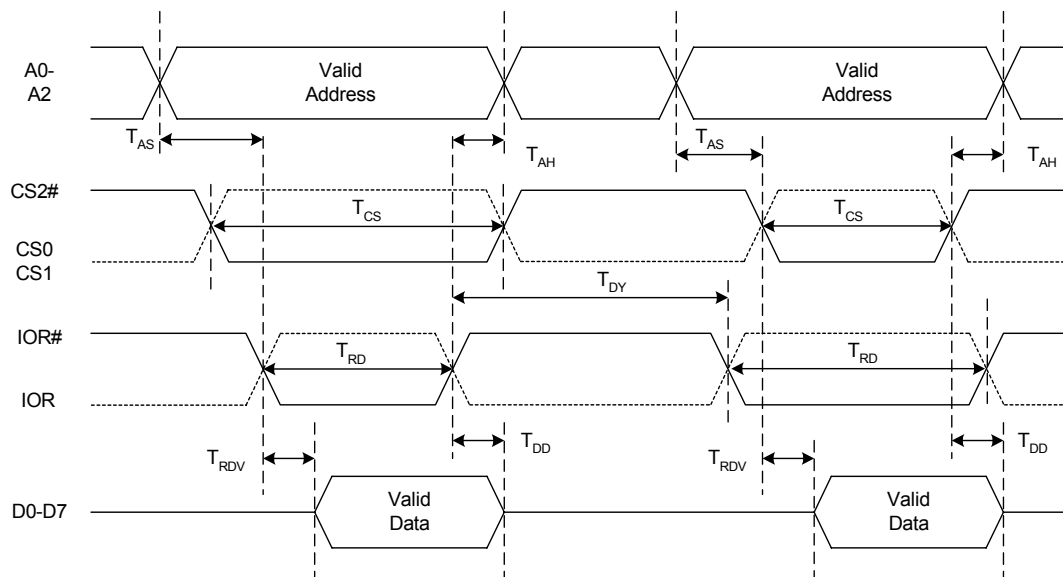 A0-
A2
Valid
Address
Valid
Address
TAS
TAH
TAS
TAH
CS2#
TCS
TCS
CS0
CS1
TDY
IOR#
TRD
TRD
IOR
TRDV
TDD
TRDV
TDD
D0-D7
Valid
Data
Valid
Data